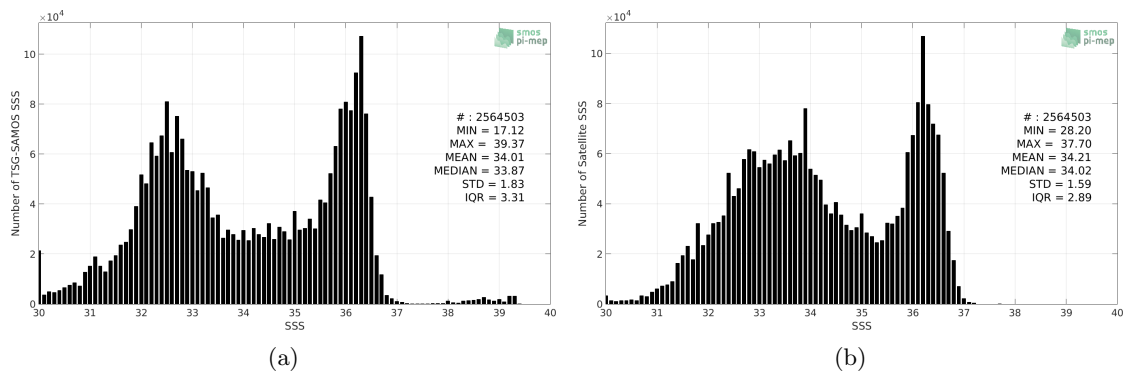 ×10⁴
10
8
6
4
2
0
Number of TSG-SAMOS SSS
smos
pi-mep
# : 2564503
MIN = 17.12
MAX = 39.37
MEAN = 34.01
MEDIAN = 33.87
STD = 1.83
IQR = 3.31
30 31 32 33 34 35 36 37 38 39 40
SSS
(a)
×10⁴
10
8
6
4
2
0
Number of Satellite SSS
smos
pi-mep
# : 2564503
MIN = 28.20
MAX = 37.70
MEAN = 34.21
MEDIAN = 34.02
STD = 1.59
IQR = 2.89
30 31 32 33 34 35 36 37 38 39 40
SSS
(b)